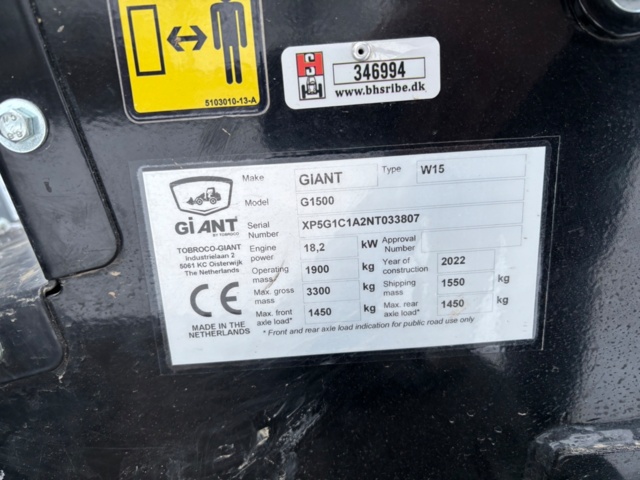 5103010-13-A
H S
346994
www.bhsribe.dk
GiANT
BY TOBROCO
TOBROCO-GIANT
Industrielaan 2
5061 KC Oisterwijk
The Netherlands
CE
MADE IN THE
NETHERLANDS
Make GIANT Type W15
Model G1500
Serial Number XP5G1C1A2NT033807
Engine power 18,2 kW Approval Number
Operating mass 1900 kg Year of construction 2022
Max. gross mass 3300 kg Shipping mass 1550 kg
Max. front axle load* 1450 kg Max. rear axle load* 1450 kg
* Front and rear axle load indication for public road use only